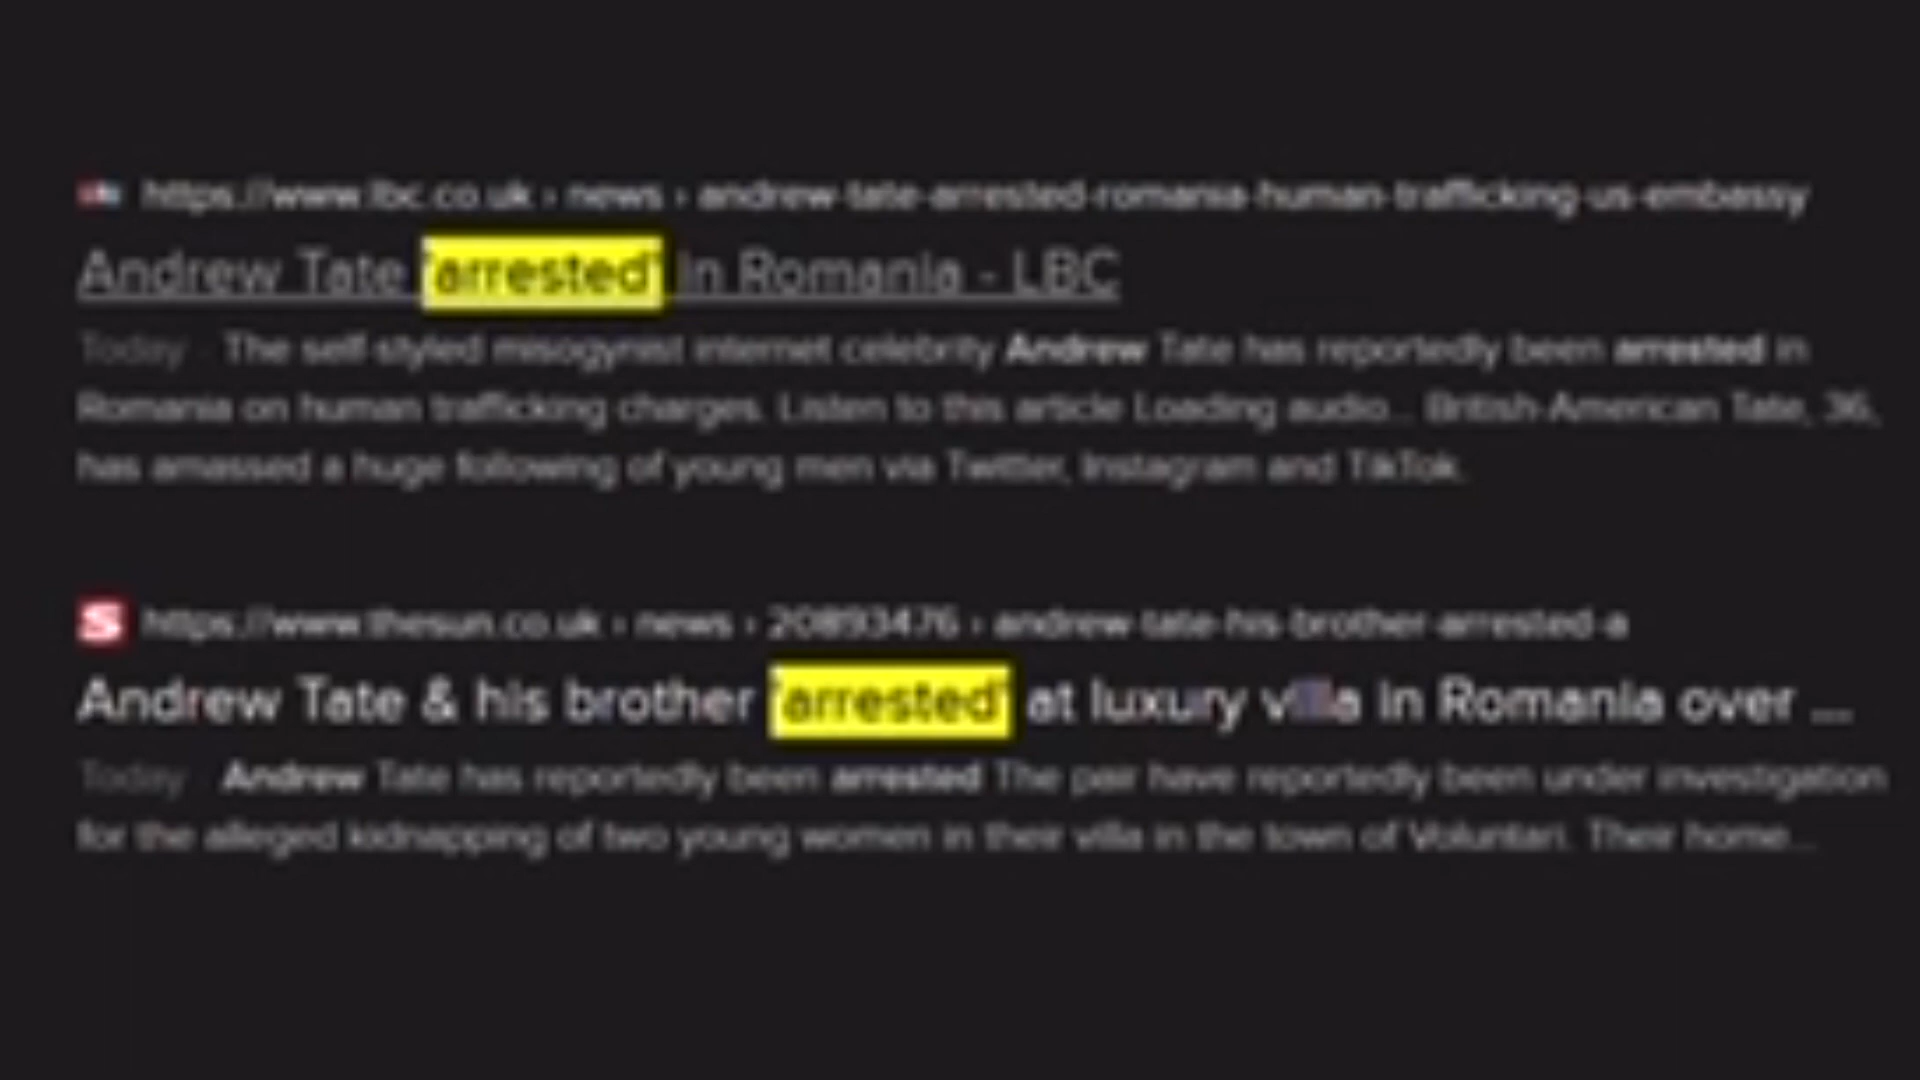 https://www.lbc.co.uk › news › andrew-tate-arrested-romania-human-trafficking-us-embassy
Andrew Tate 'arrested' in Romania - LBC
Today · The self-styled misogynist internet celebrity Andrew Tate has reportedly been arrested in
Romania on human trafficking charges. Listen to this article Loading audio... British-American Tate, 36,
has amassed a huge following of young men via Twitter, Instagram and TikTok.
S https://www.thesun.co.uk › news › 20893476 › andrew-tate-his-brother-arrested-a
Andrew Tate & his brother 'arrested' at luxury villa in Romania over ...
Today · Andrew Tate has reportedly been arrested The pair have reportedly been under investigation
for the alleged kidnapping of two young women in their villa in the town of Voluntari. Their home...